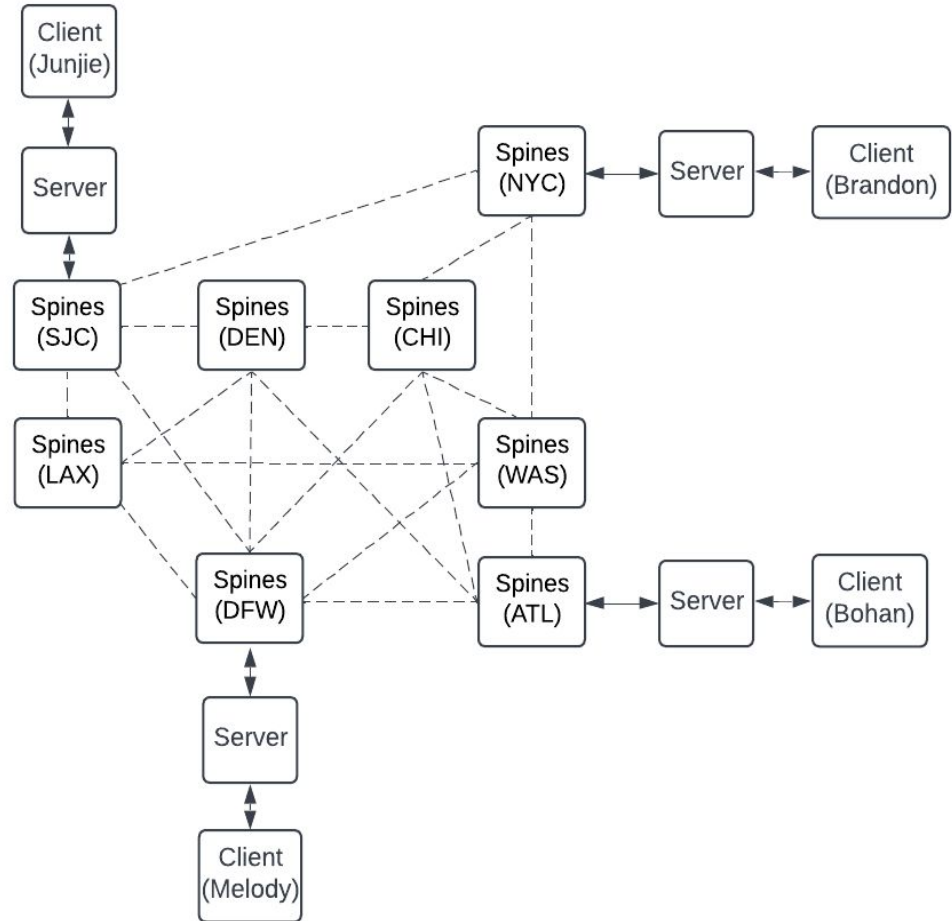 Client
(Junjie)
Server
Spines
(NYC)
Server
Client
(Brandon)
Spines
(SJC)
Spines
(DEN)
Spines
(CHI)
Spines
(LAX)
Spines
(WAS)
Spines
(DFW)
Spines
(ATL)
Server
Client
(Bohan)
Server
Client
(Melody)